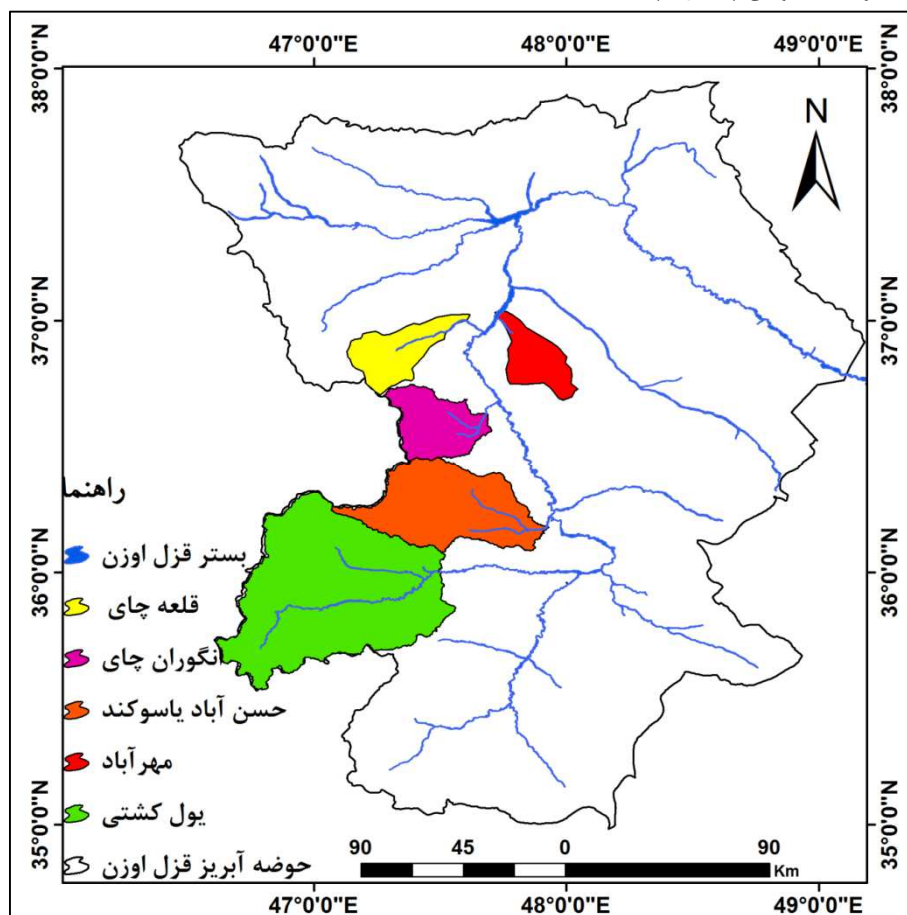 47°0'0"E 48°0'0"E 49°0'0"E
38°0'0"N 38°0'0"N
N
37°0'0"N 37°0'0"N
راهنما
بستر قزل اوزن
36°0'0"N 36°0'0"N
قلعه چای
انگوران چای
حسن آباد یاسوکند
مهرآباد
یول کشتی
35°0'0"N 35°0'0"N
حوضه آبریز قزل اوزن
90 45 0 90
Km
47°0'0"E 48°0'0"E 49°0'0"E